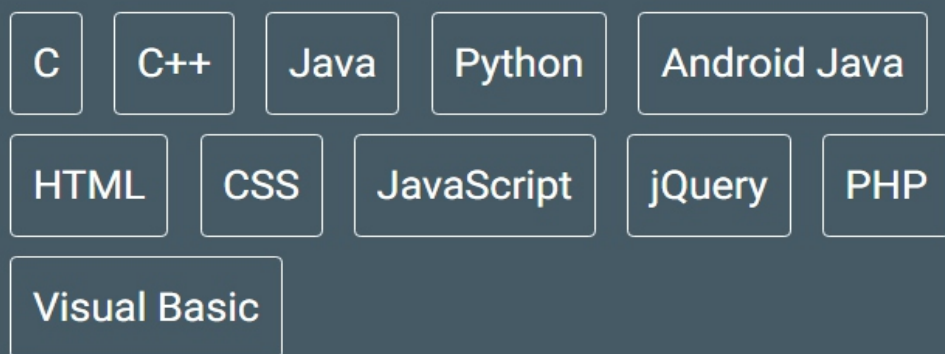 C C++ Java Python Android Java
HTML CSS JavaScript jQuery PHP
Visual Basic